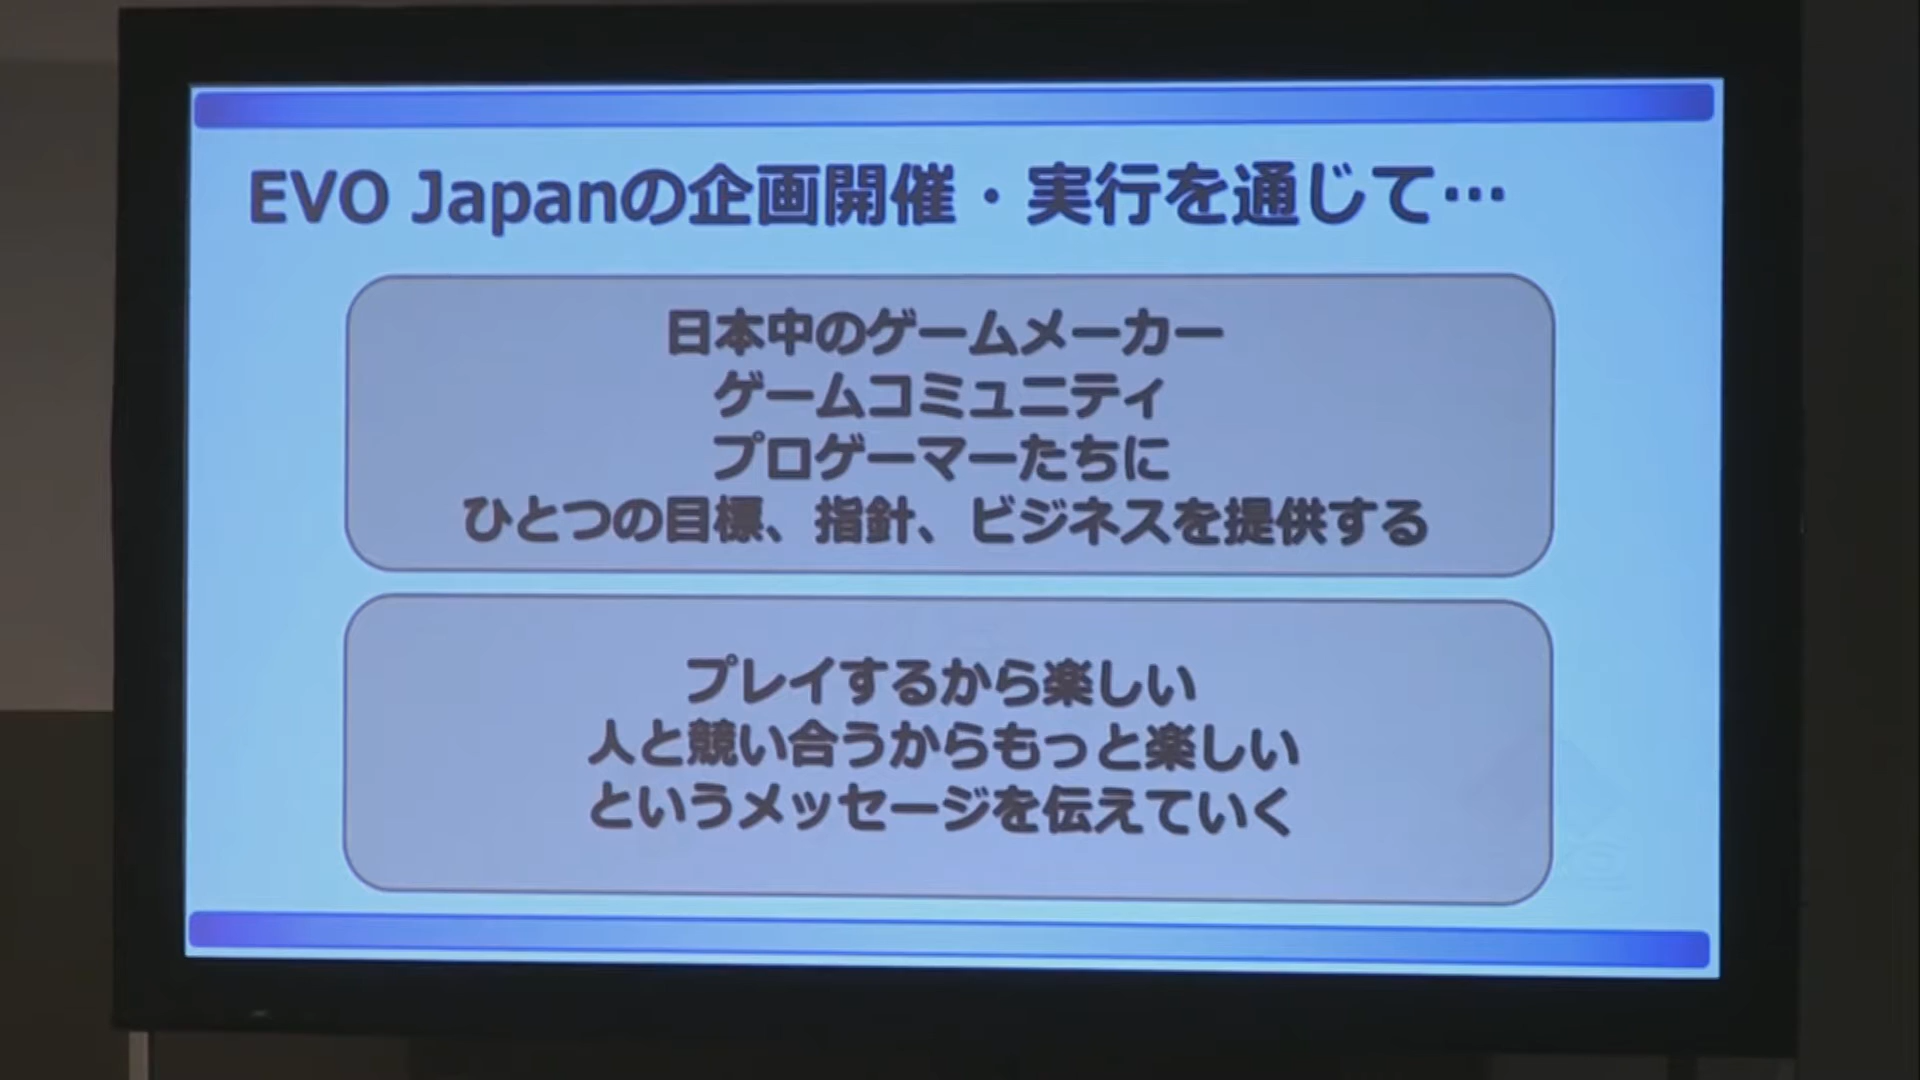 EVO Japanの企画開催・実行を通じて…
日本中のゲームメーカー
ゲームコミュニティ
プロゲーマーたちに
ひとつの目標、指針、ビジネスを提供する
プレイするから楽しい
人と競い合うからもっと楽しい
というメッセージを伝えていく